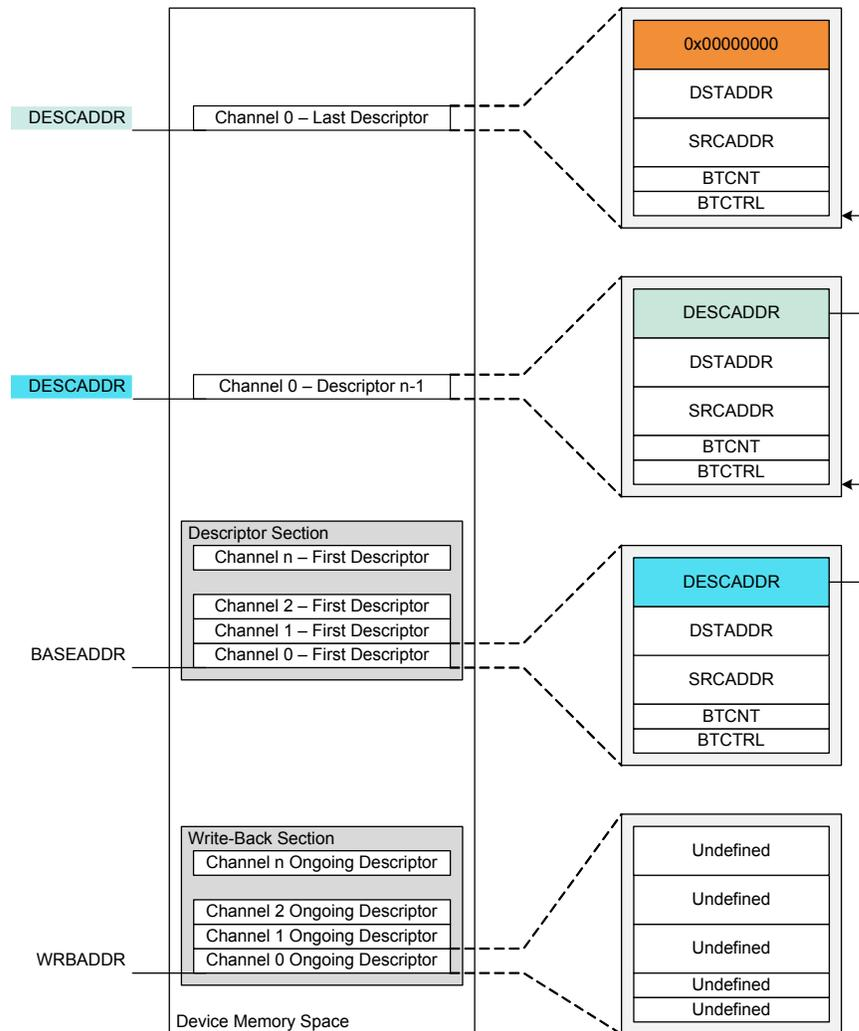 0x00000000
DSTADDR
DESCADDR
Channel 0 – Last Descriptor
SRCADDR
BTCNT
BTCTRL
DESCADDR
DSTADDR
DESCADDR
Channel 0 – Descriptor n-1
SRCADDR
BTCNT
BTCTRL
Descriptor Section
Channel n – First Descriptor
Channel 2 – First Descriptor
Channel 1 – First Descriptor
BASEADDR
Channel 0 – First Descriptor
DESCADDR
DSTADDR
SRCADDR
BTCNT
BTCTRL
Write-Back Section
Channel n Ongoing Descriptor
Channel 2 Ongoing Descriptor
Channel 1 Ongoing Descriptor
WRBADDR
Channel 0 Ongoing Descriptor
Undefined
Undefined
Undefined
Undefined
Undefined
Device Memory Space